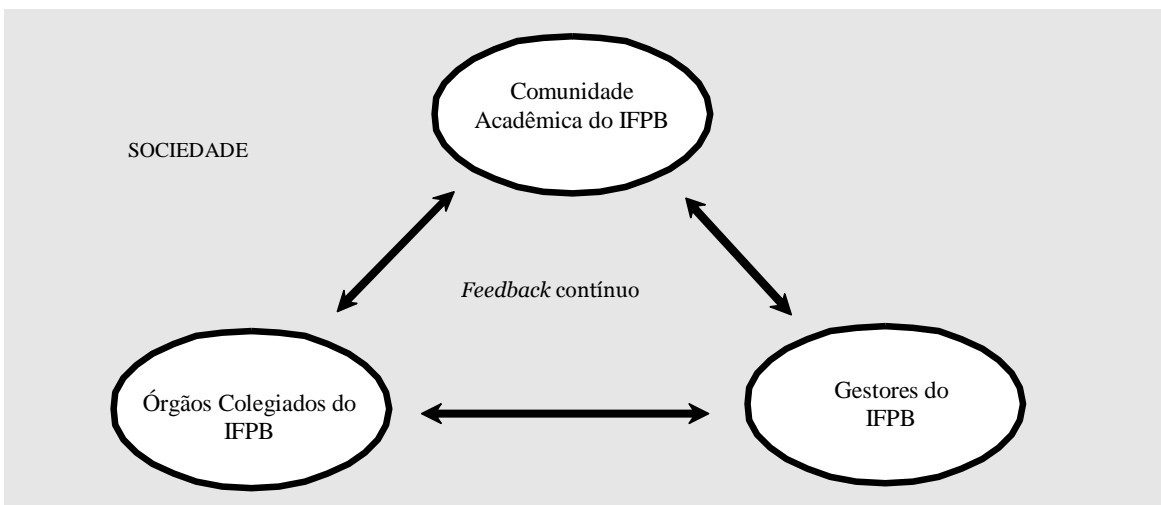 Comunidade
Acadêmica do IFPB
SOCIEDADE
Feedback contínuo
Órgãos Colegiados do
IFPB
Gestores do
IFPB